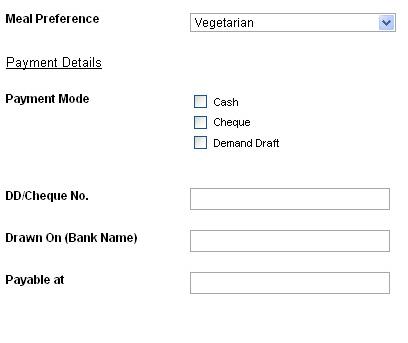 Meal Preference
Vegetarian
Payment Details
Payment Mode
Cash
Cheque
Demand Draft
DD/Cheque No.
Drawn On (Bank Name)
Payable at